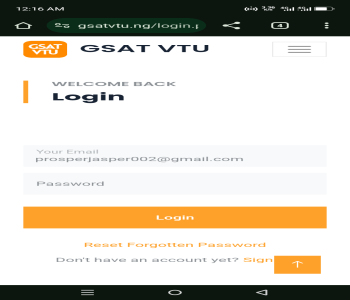 12:16 AM
gsatvtu.ng/login.p
4
GSAT VTU
GSAT VTU
WELCOME BACK
Login
Your Email
prosperjasper002@gmail.com
Password
Login
Reset Forgotten Password
Don't have an account yet? Sign